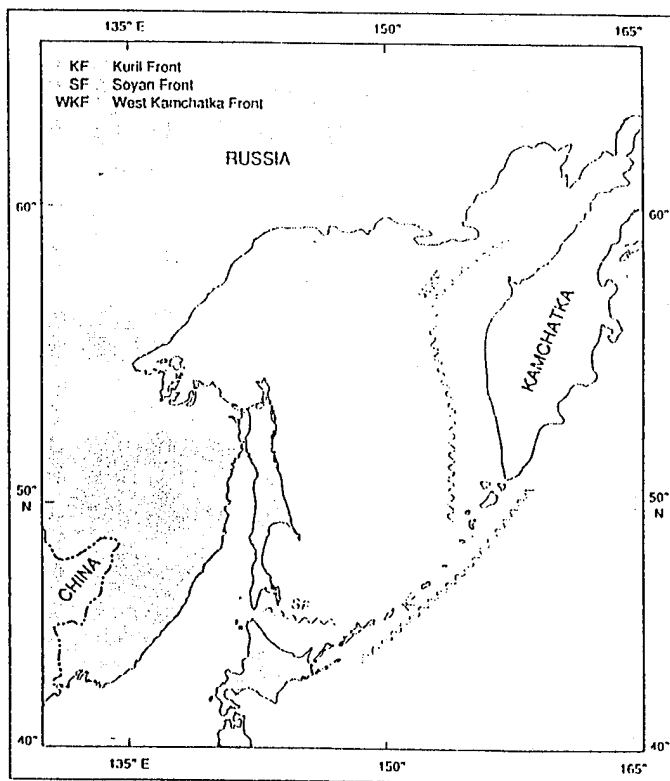 135° E 150° 165°
KF Kuril Front
SF Soyan Front
WKF West Kamchatka Front
RUSSIA
60° 60°
KAMCHATKA
50° N 50° N
CHINA
SF
KF
40° 40°
135° E 150° 165°